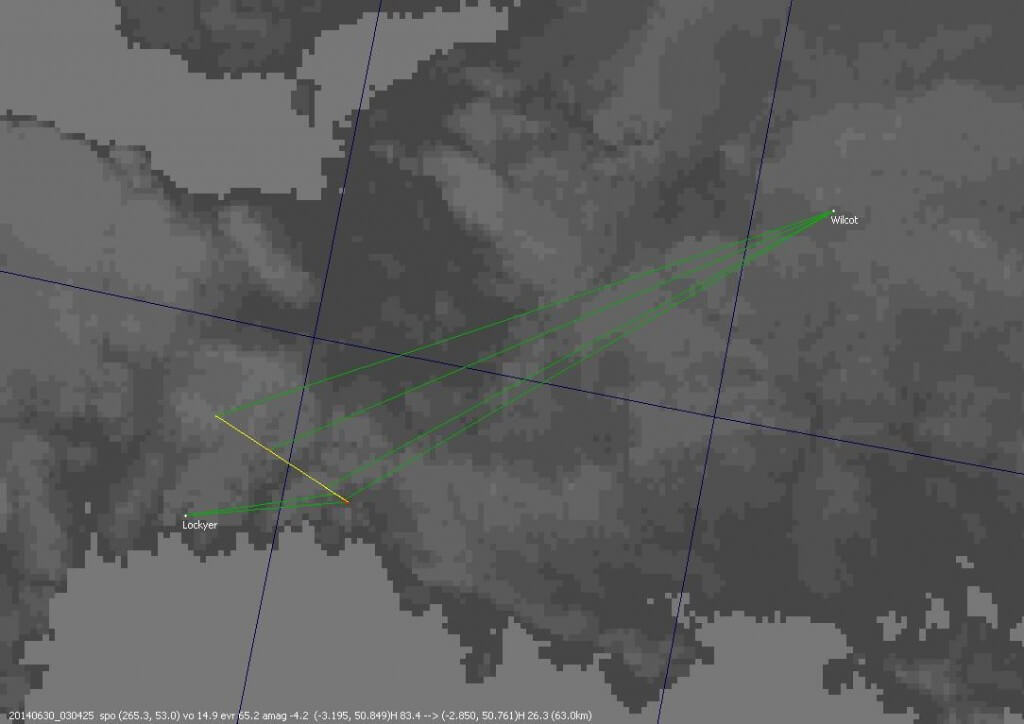 Wilcot
Lockyer
20140630_030425 spo (265.3, 53.0) vo 14.9 evr 65.2 amag -4.2 (-3.195, 50.849)H 83.4 --> (-2.850, 50.761)H 26.3 (63.0km)